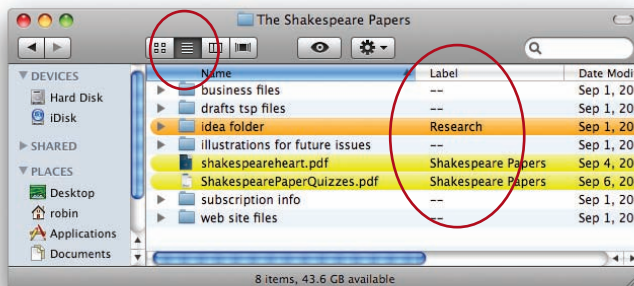 The Shakespeare Papers
DEVICES
Hard Disk
iDisk
SHARED
PLACES
Desktop
robin
Applications
Documents
Name Label Date Modi
business files -- Sep 1, 20
drafts tsp files -- Sep 1, 20
idea folder Research Sep 1, 20
illustrations for future issues -- Sep 1, 20
shakespeareheart.pdf Shakespeare Papers Sep 4, 20
ShakespearePaperQuizzes.pdf Shakespeare Papers Sep 6, 20
subscription info -- Sep 1, 20
web site files -- Sep 1, 20
8 items, 43.6 GB available